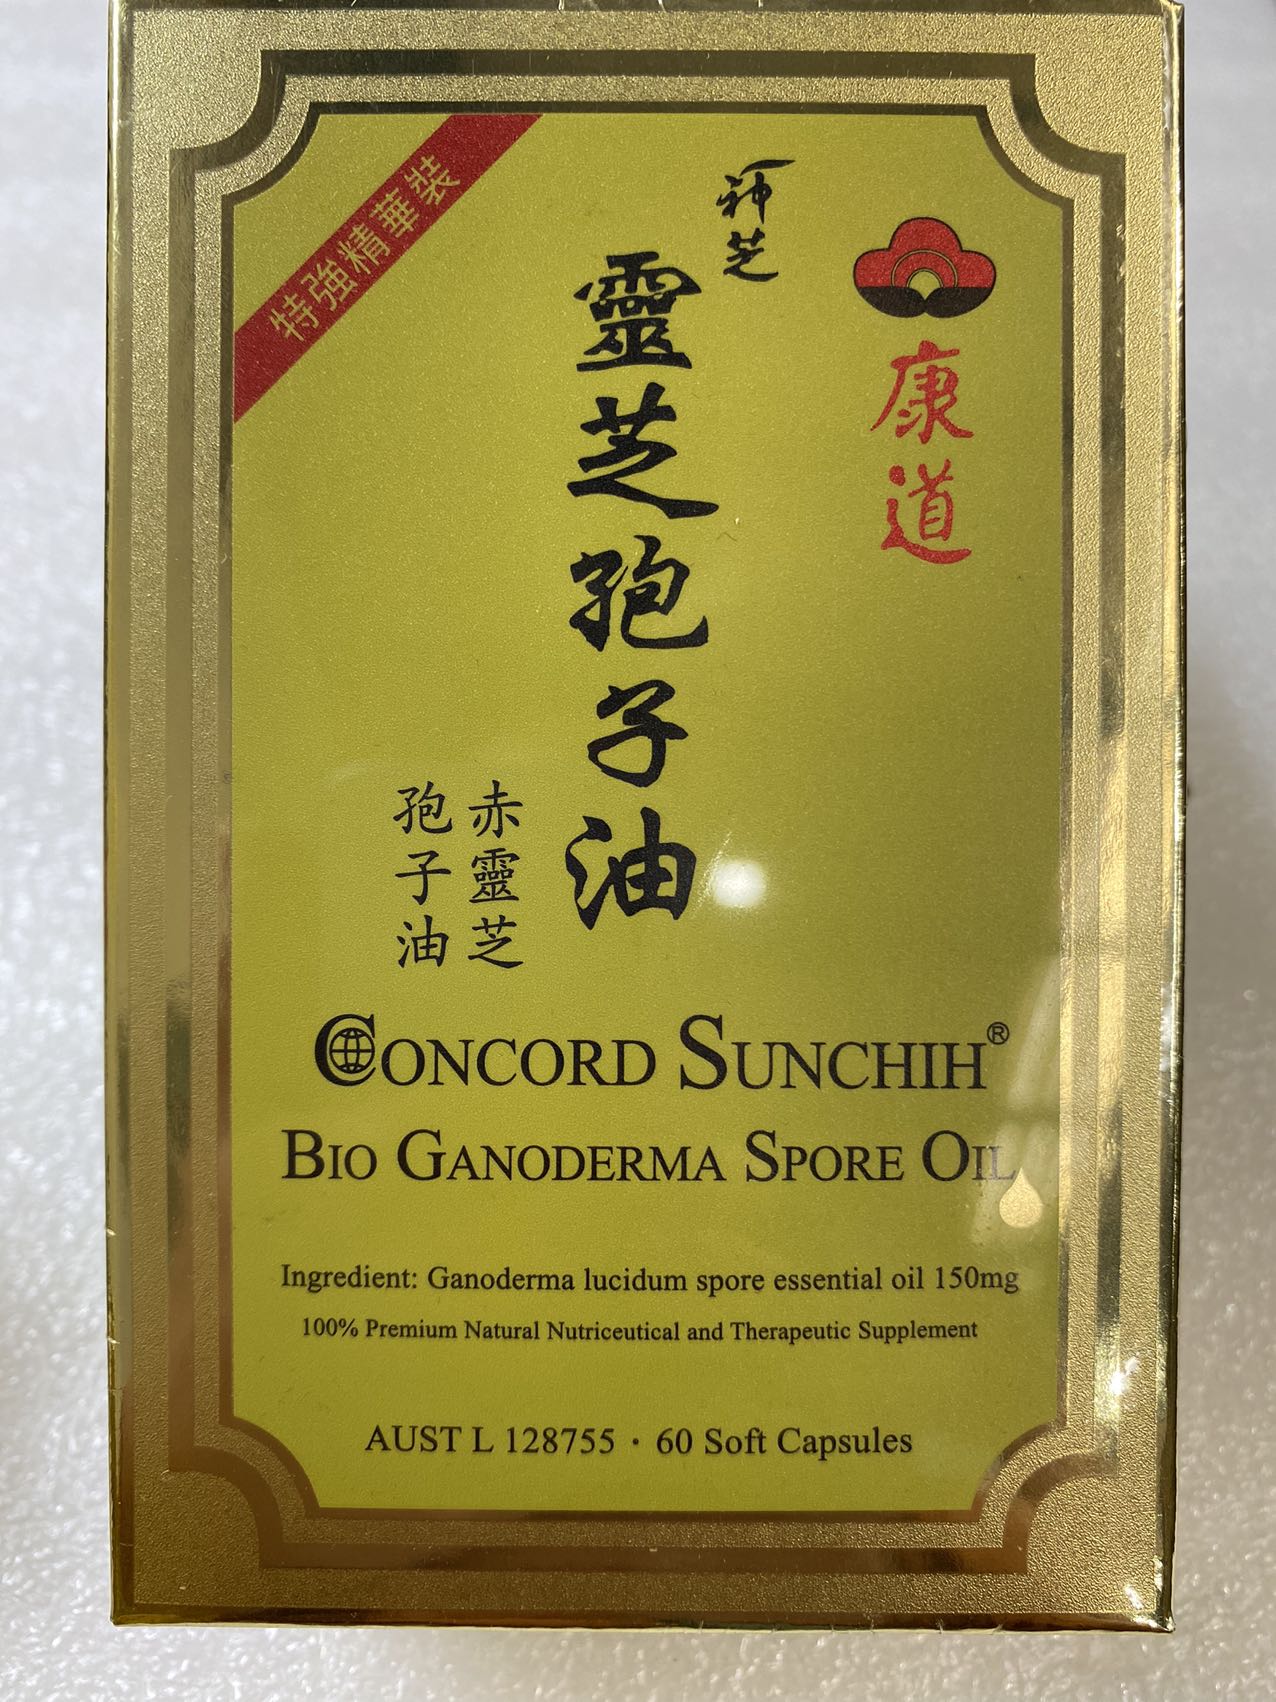 特強精華裝
神芝
康道
靈芝孢子油
赤靈芝
孢子油
CONCORD SUNCHIH®
BIO GANODERMA SPORE OIL
Ingredient: Ganoderma lucidum spore essential oil 150mg
100% Premium Natural Nutriceutical and Therapeutic Supplement
AUST L 128755 · 60 Soft Capsules